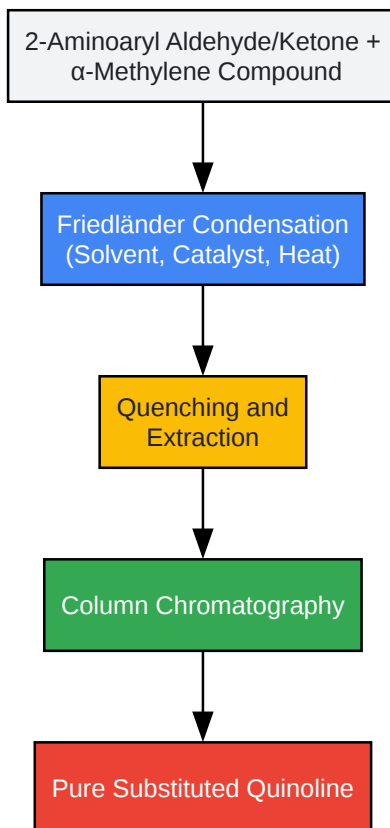 2-Aminoaryl Aldehyde/Ketone +
α-Methylene Compound
Friedländer Condensation
(Solvent, Catalyst, Heat)
Quenching and
Extraction
Column Chromatography
Pure Substituted Quinoline